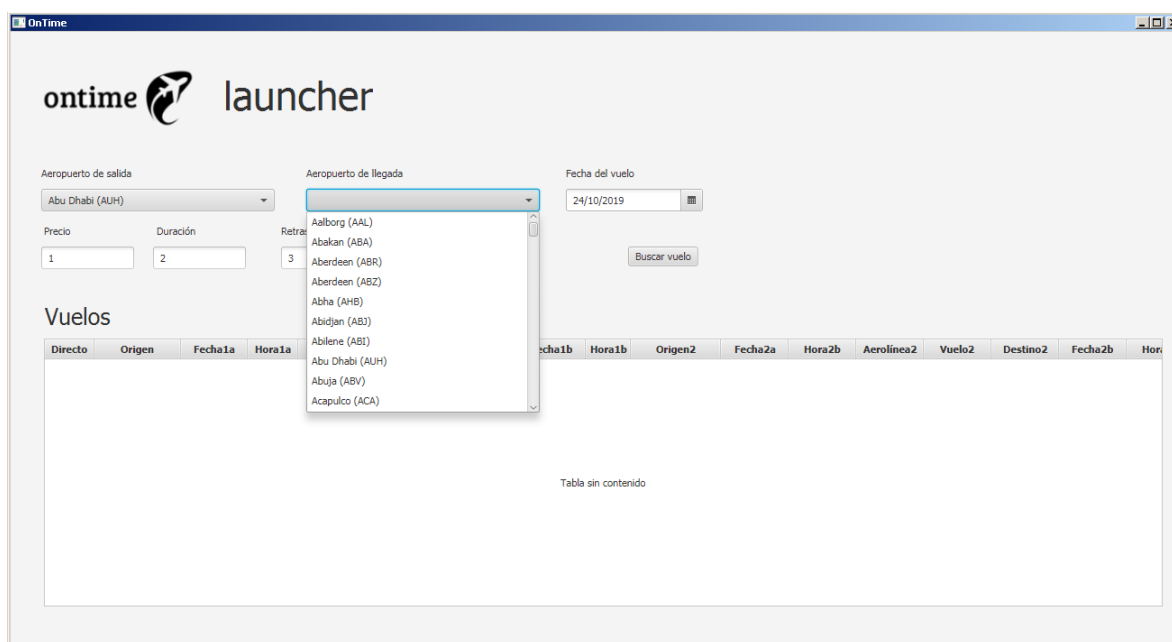 OnTime
ontime launcher
Aeropuerto de salida Aeropuerto de llegada Fecha del vuelo
Abu Dhabi (AUH) 24/10/2019
Precio Duración
1 2 3 Buscar vuelo
Aalborg (AAL)
Abakan (ABA)
Aberdeen (ABR)
Aberdeen (ABZ)
Abha (AHB)
Abidjan (ABJ)
Abilene (ABI)
Abu Dhabi (AUH)
Abuja (ABV)
Acapulco (ACA)
Vuelos
Directo Origen Fecha1a Hora1a Hora1b Origen2 Fecha2a Hora2b Aerolínea2 Vuelo2 Destino2 Fecha2b
Tabla sin contenido